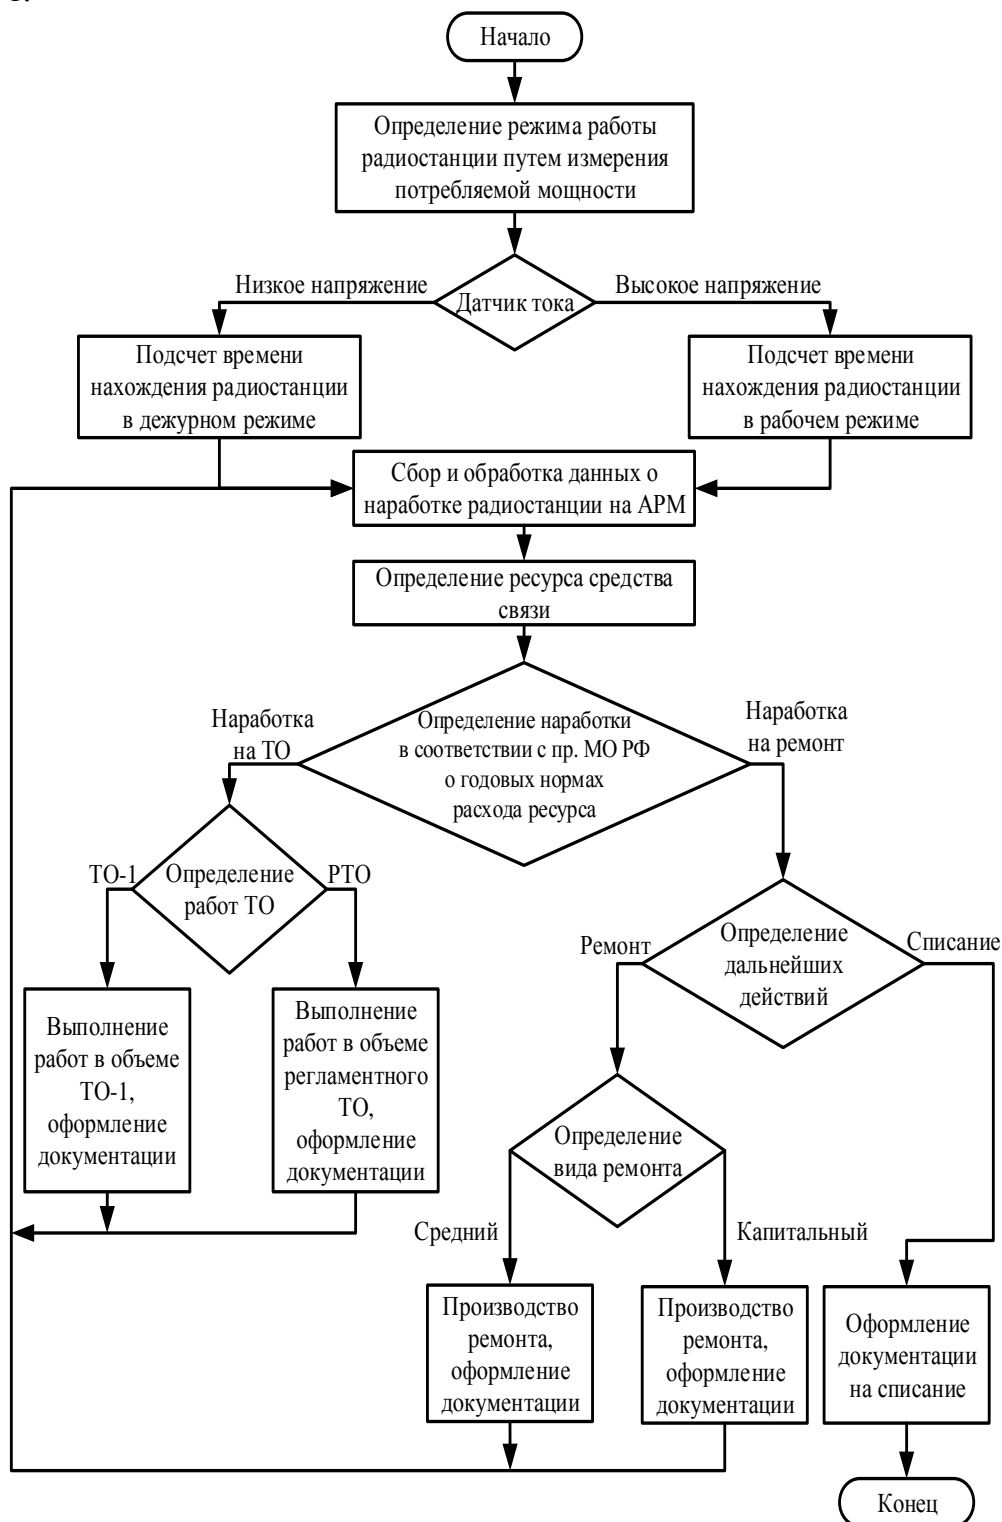 Начало
Определение режима работы
радиостанции путем измерения
потребляемой мощности
Низкое напряжение
Датчик тока
Высокое напряжение
Подсчет времени
нахождения радиостанции
в дежурном режиме
Подсчет времени
нахождения радиостанции
в рабочем режиме
Сбор и обработка данных о
наработке радиостанции на АРМ
Определение ресурса средства
связи
Наработка
на ТО
Определение наработки
в соответствии с пр. МО РФ
о годовых нормах
расхода ресурса
Наработка
на ремонт
ТО-1
Определение
работ ТО
РТО
Ремонт
Определение
дальнейших
действий
Списание
Выполнение
работ в объеме
ТО-1,
оформление
документации
Выполнение
работ в объеме
регламентного
ТО,
оформление
документации
Определение
вида ремонта
Средний
Капитальный
Производство
ремонта,
оформление
документации
Производство
ремонта,
оформление
документации
Оформление
документации
на списание
Конец